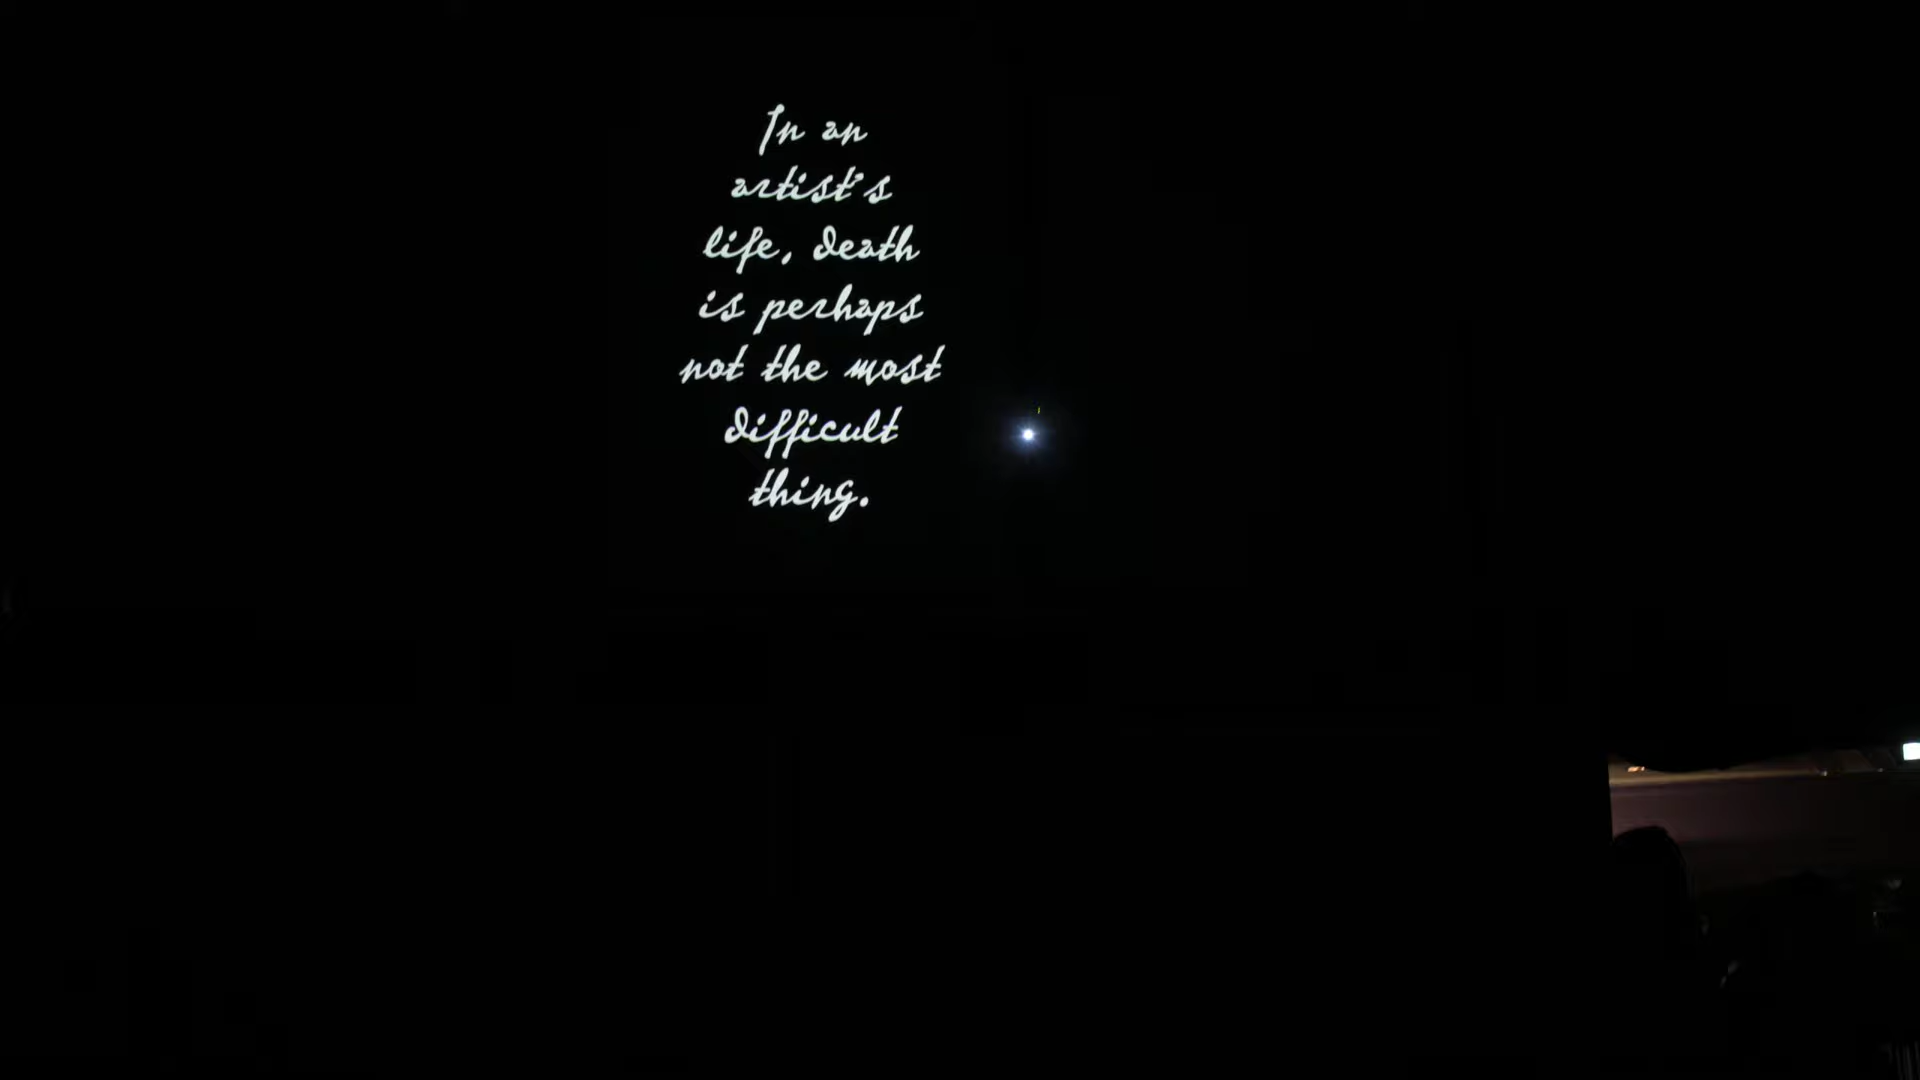 In an
artist's
life, death
is perhaps
not the most
difficult
thing.